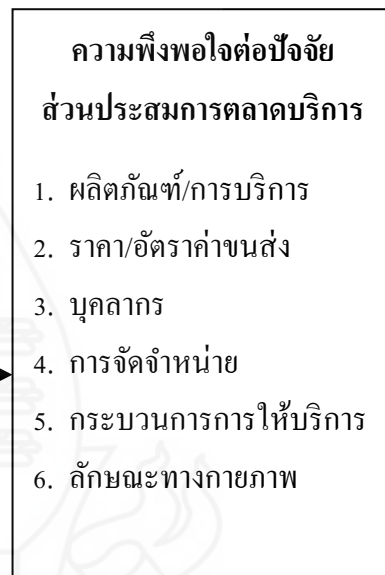 ความพึงพอใจต่อปัจจัย
ส่วนประสมการตลาดบริการ
1. ผลิตภัณฑ์/การบริการ
2. ราคา/อัตราค่าขนส่ง
3. บุคลากร
4. การจัดจำหน่าย
5. กระบวนการการให้บริการ
6. ลักษณะทางกายภาพ